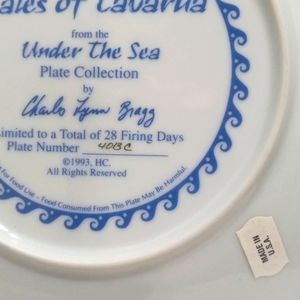 ales of Tavarua
from the
Under The Sea
Plate Collection
by
Charles Lynn Bragg
Limited to a Total of 28 Firing Days
Plate Number 4013 C
©1993, HC.
All Rights Reserved
For Food Use - Food Consumed From This Plate May Be Harmful.
MADE IN
U.S.A.